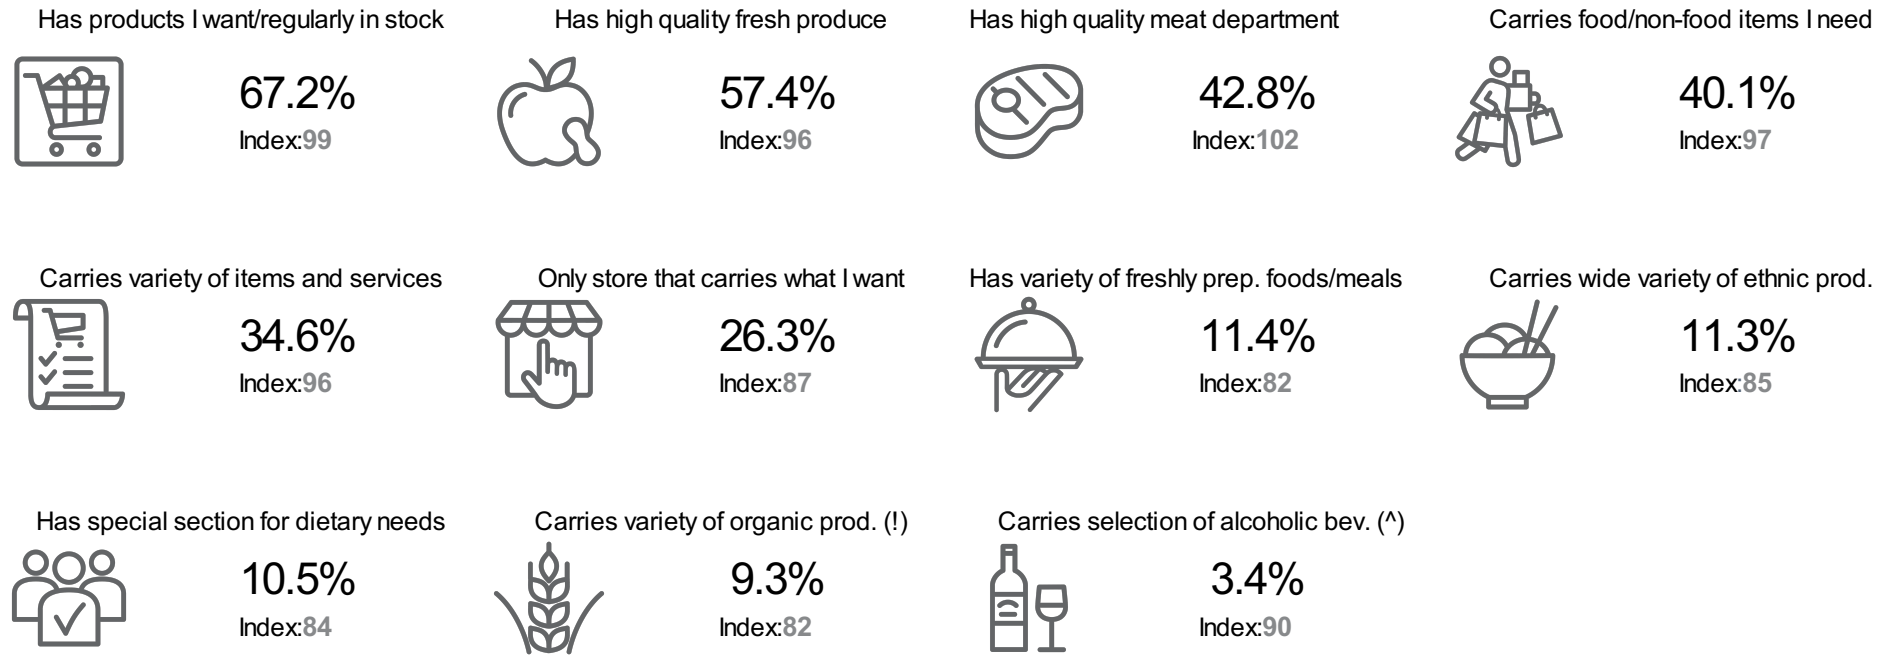 Has products I want/regularly in stock
67.2%
Index:99
Has high quality fresh produce
57.4%
Index:96
Has high quality meat department
42.8%
Index:102
Carries food/non-food items I need
40.1%
Index:97
Carries variety of items and services
34.6%
Index:96
Only store that carries what I want
26.3%
Index:87
Has variety of freshly prep. foods/meals
11.4%
Index:82
Carries wide variety of ethnic prod.
11.3%
Index:85
Has special section for dietary needs
10.5%
Index:84
Carries variety of organic prod. (!)
9.3%
Index:82
Carries selection of alcoholic bev. (^)
3.4%
Index:90